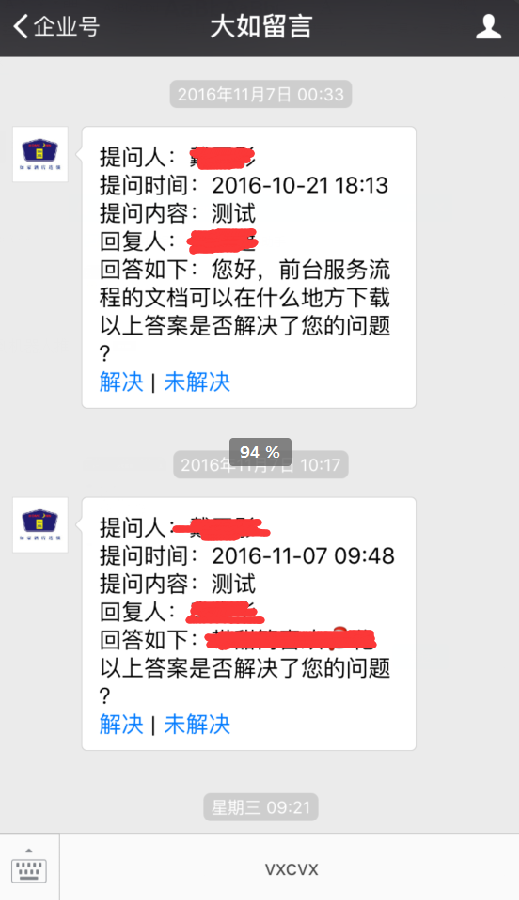 企业号
大如留言
2016年11月7日 00:33
提问人：
提问时间：2016-10-21 18:13
提问内容：测试
回复人：
回答如下：您好，前台服务流
程的文档可以在什么地方下载
以上答案是否解决了您的问题
?
解决 | 未解决
94 %
2016年11月7日 10:17
提问人：
提问时间：2016-11-07 09:48
提问内容：测试
回复人：
回答如下：
以上答案是否解决了您的问题
?
解决 | 未解决
星期三 09:21
vxcvx